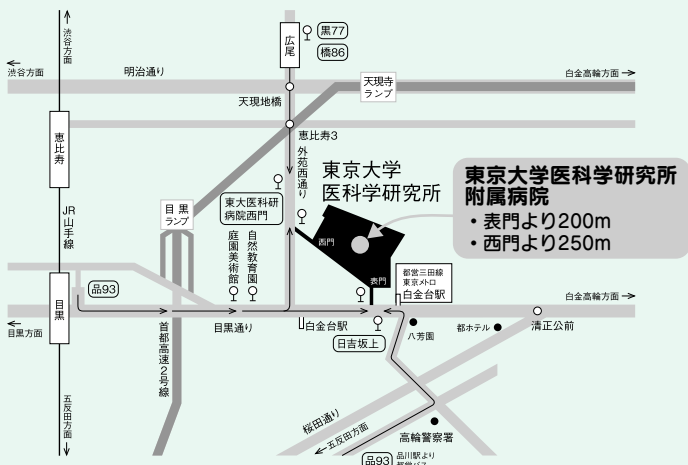 渋谷方面
渋谷方面
明治通り
広尾
黒77
橋86
天現寺
ランプ
白金高輪方面
天現地橋
恵比寿
恵比寿3
外苑西通り
東京大学
医科学研究所
東京大学医科学研究所
附属病院
・表門より200m
・西門より250m
JR山手線
目黒
ランプ
東大医科研
病院西門
庭園美術館
自然教育園
西門
表門
都営三田線
東京メトロ
白金台駅
品93
目黒
目黒方面
首都高速2号線
目黒通り
白金台駅
日吉坂上
八芳園
都ホテル
清正公前
白金高輪方面
五反田方面
桜田通り
五反田方面
高輪警察署
品93
品川駅より